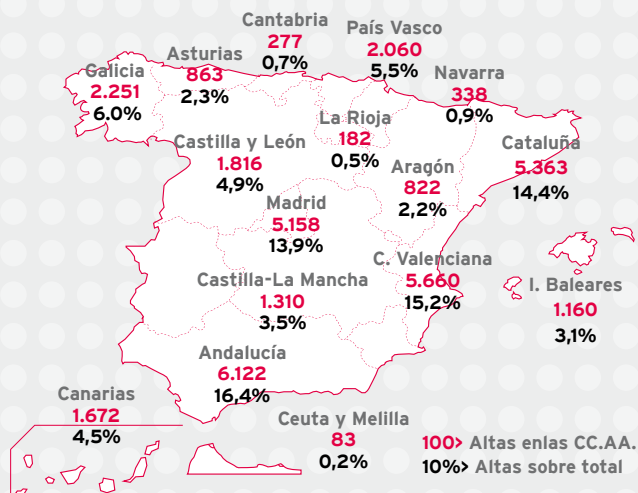 Cantabria
277
0,7%
País Vasco
2.060
5,5%
Asturias
863
2,3%
Galicia
2.251
6.0%
Navarra
338
0,9%
La Rioja
182
0,5%
Cataluña
5.363
14,4%
Castilla y León
1.816
4,9%
Aragón
822
2,2%
Madrid
5.158
13,9%
C. Valenciana
5.660
15,2%
Castilla-La Mancha
1.310
3,5%
I. Baleares
1.160
3,1%
Andalucía
6.122
16,4%
Canarias
1.672
4,5%
Ceuta y Melilla
83
0,2%
100> Altas enlas CC.AA.
10%> Altas sobre total